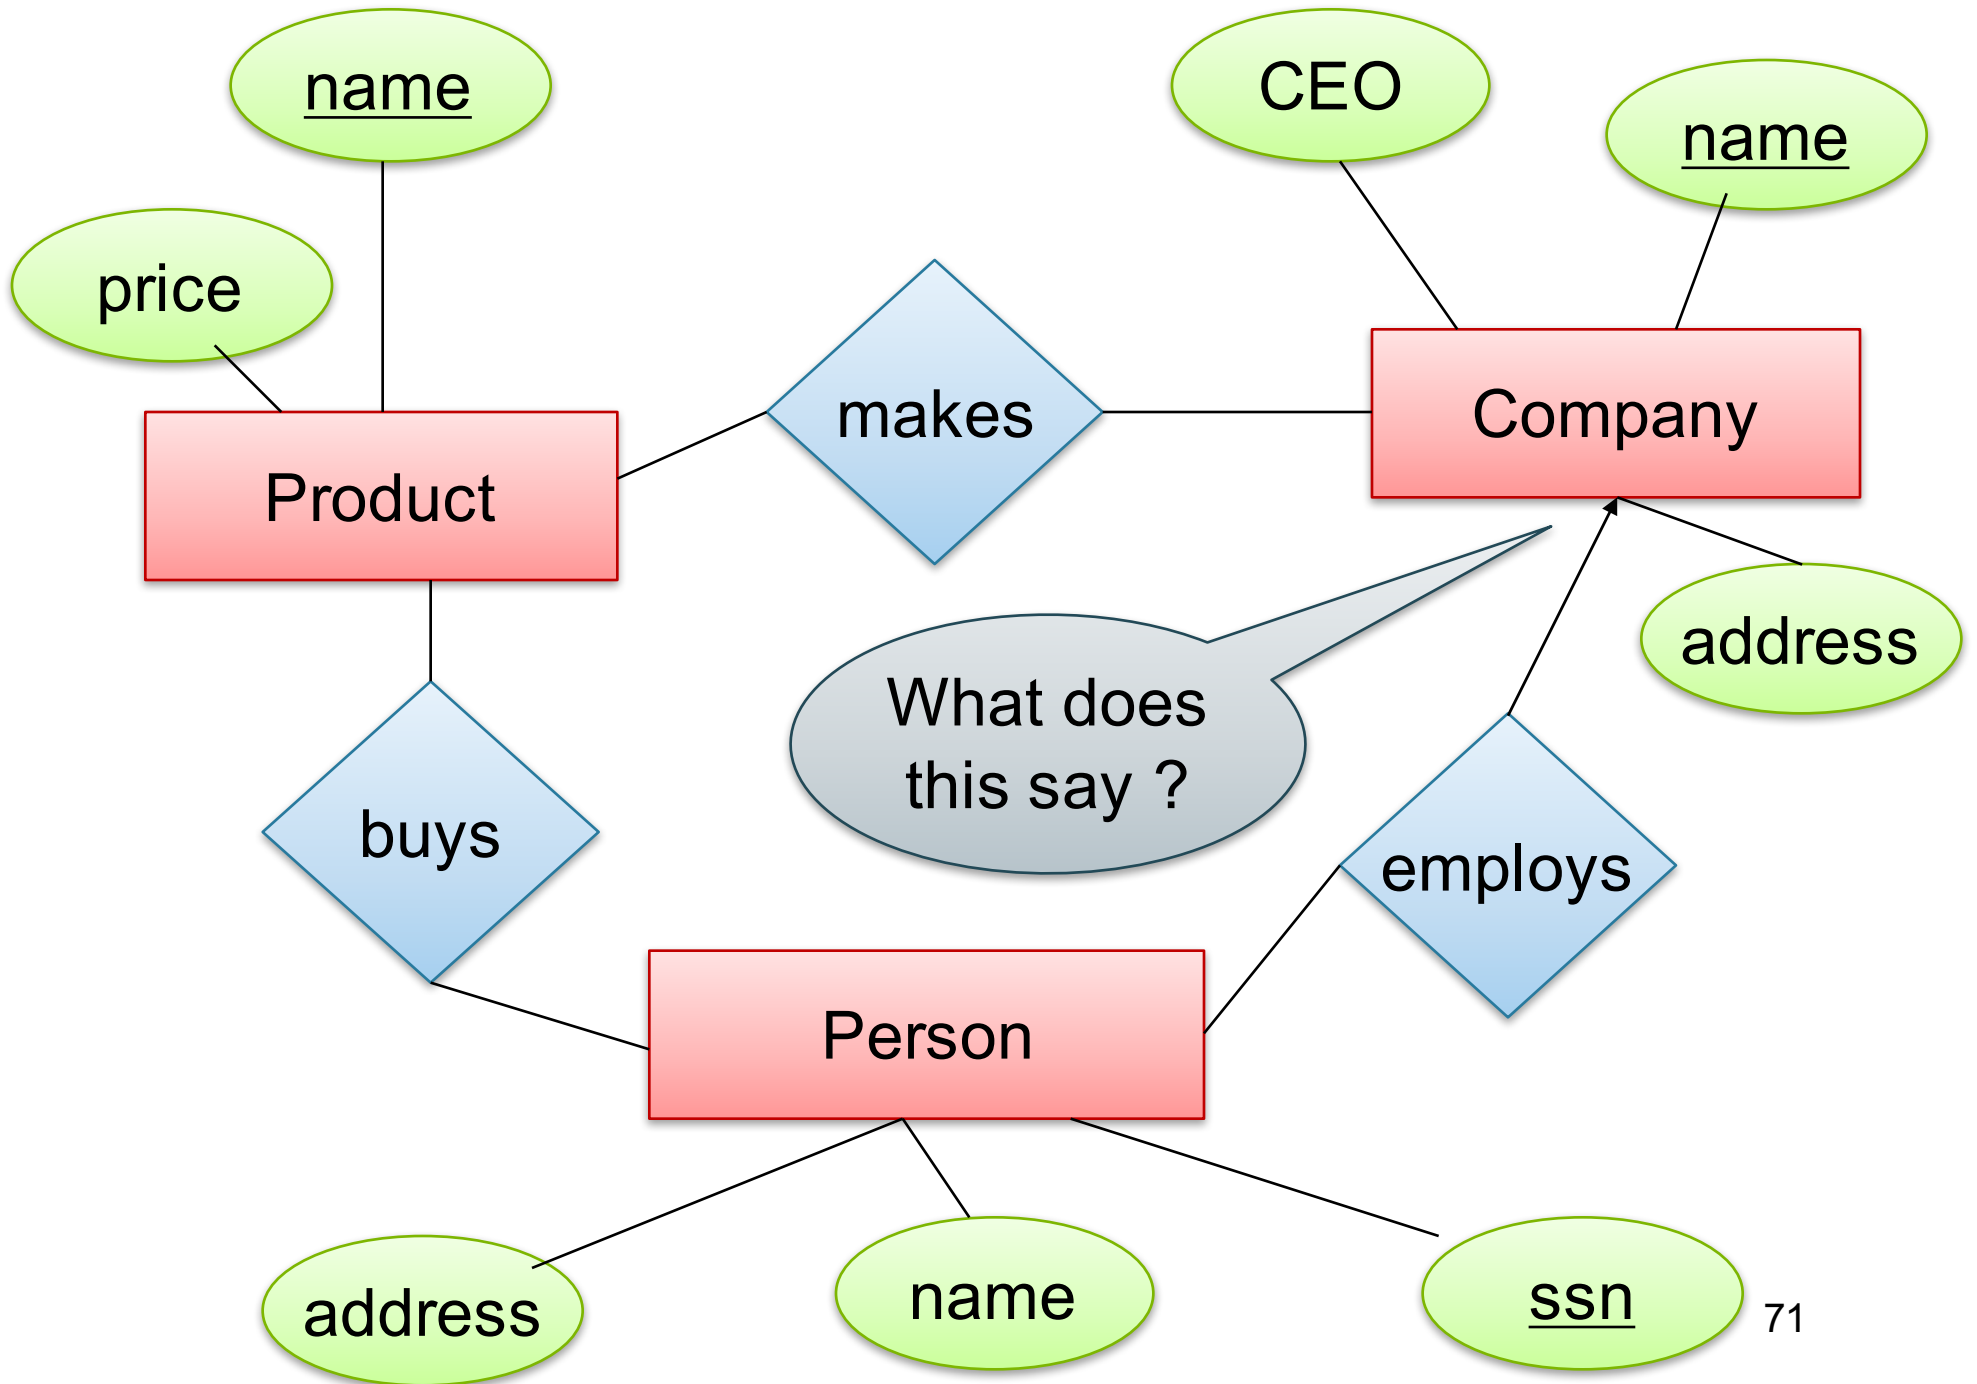 name
CEO
name
price
makes
Company
Product
address
What does
this say ?
buys
employs
Person
address
name
ssn
71